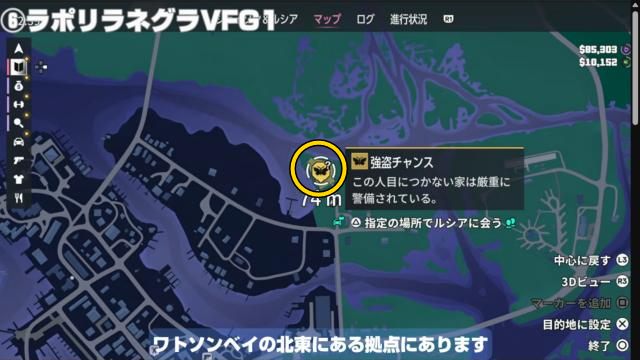 ⑥ラポリラネグラVFG1
ルシア
マップ
ログ
進行状況
R1
$85,303
$10,152
強盗チャンス
この人目につかない家は厳重に
警備されている。
74 m
指定の場所でルシアに会う
中心に戻す L3
3Dビュー R3
マーカーを追加
目的地に設定
終了
ワトソンベイの北東にある拠点にあります